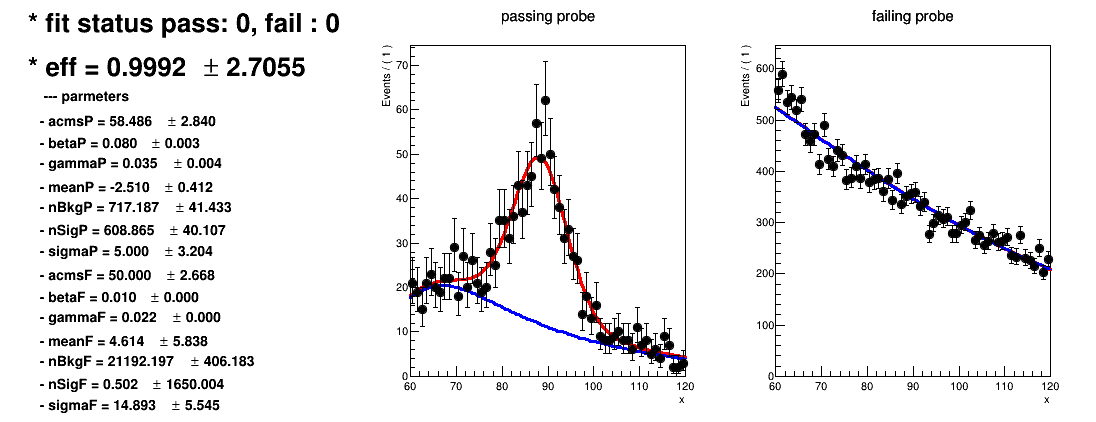 * fit status pass: 0, fail : 0
* eff = 0.9992 ± 2.7055
--- parmeters
- acmsP = 58.486 ± 2.840
- betaP = 0.080 ± 0.003
- gammaP = 0.035 ± 0.004
- meanP = -2.510 ± 0.412
- nBkgP = 717.187 ± 41.433
- nSigP = 608.865 ± 40.107
- sigmaP = 5.000 ± 3.204
- acmsF = 50.000 ± 2.668
- betaF = 0.010 ± 0.000
- gammaF = 0.022 ± 0.000
- meanF = 4.614 ± 5.838
- nBkgF = 21192.197 ± 406.183
- nSigF = 0.502 ± 1650.004
- sigmaF = 14.893 ± 5.545
passing probe
Events / ( 1 )
70
60
50
40
30
20
10
0
60 70 80 90 100 110 120
x
failing probe
Events / ( 1 )
600
500
400
300
200
100
0
60 70 80 90 100 110 120
x